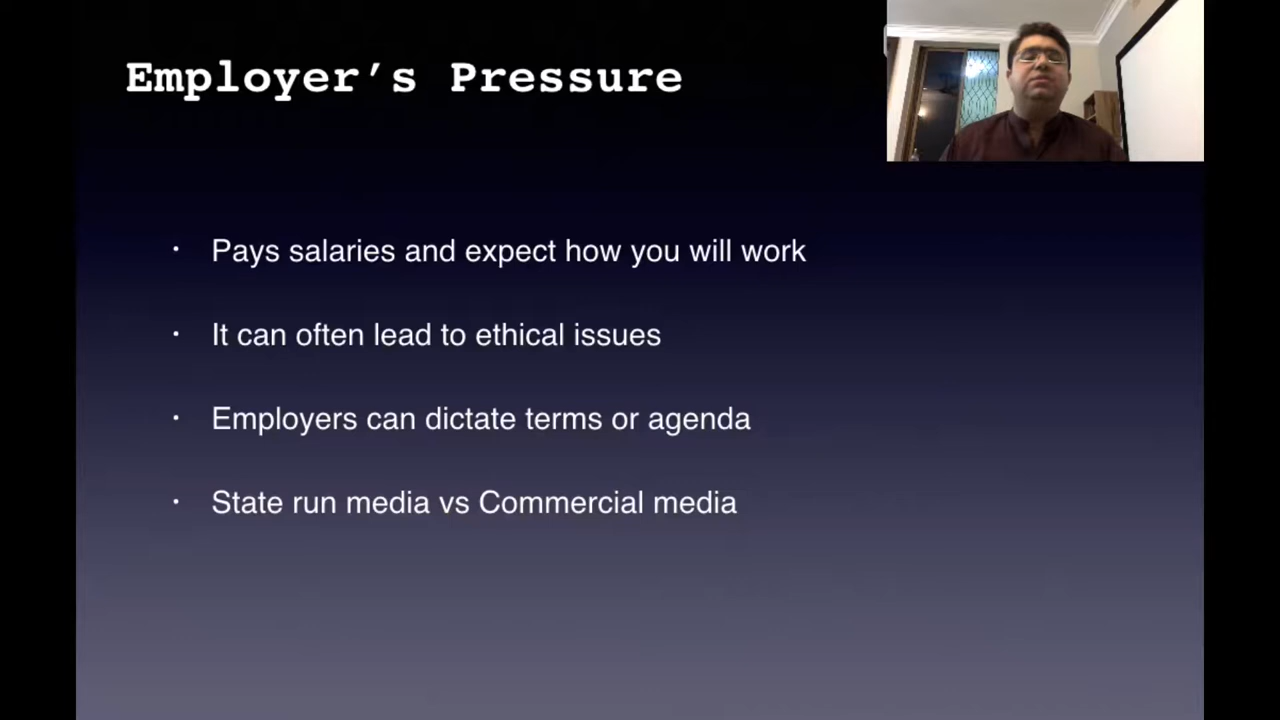 Employer’s Pressure
• Pays salaries and expect how you will work
• It can often lead to ethical issues
• Employers can dictate terms or agenda
• State run media vs Commercial media